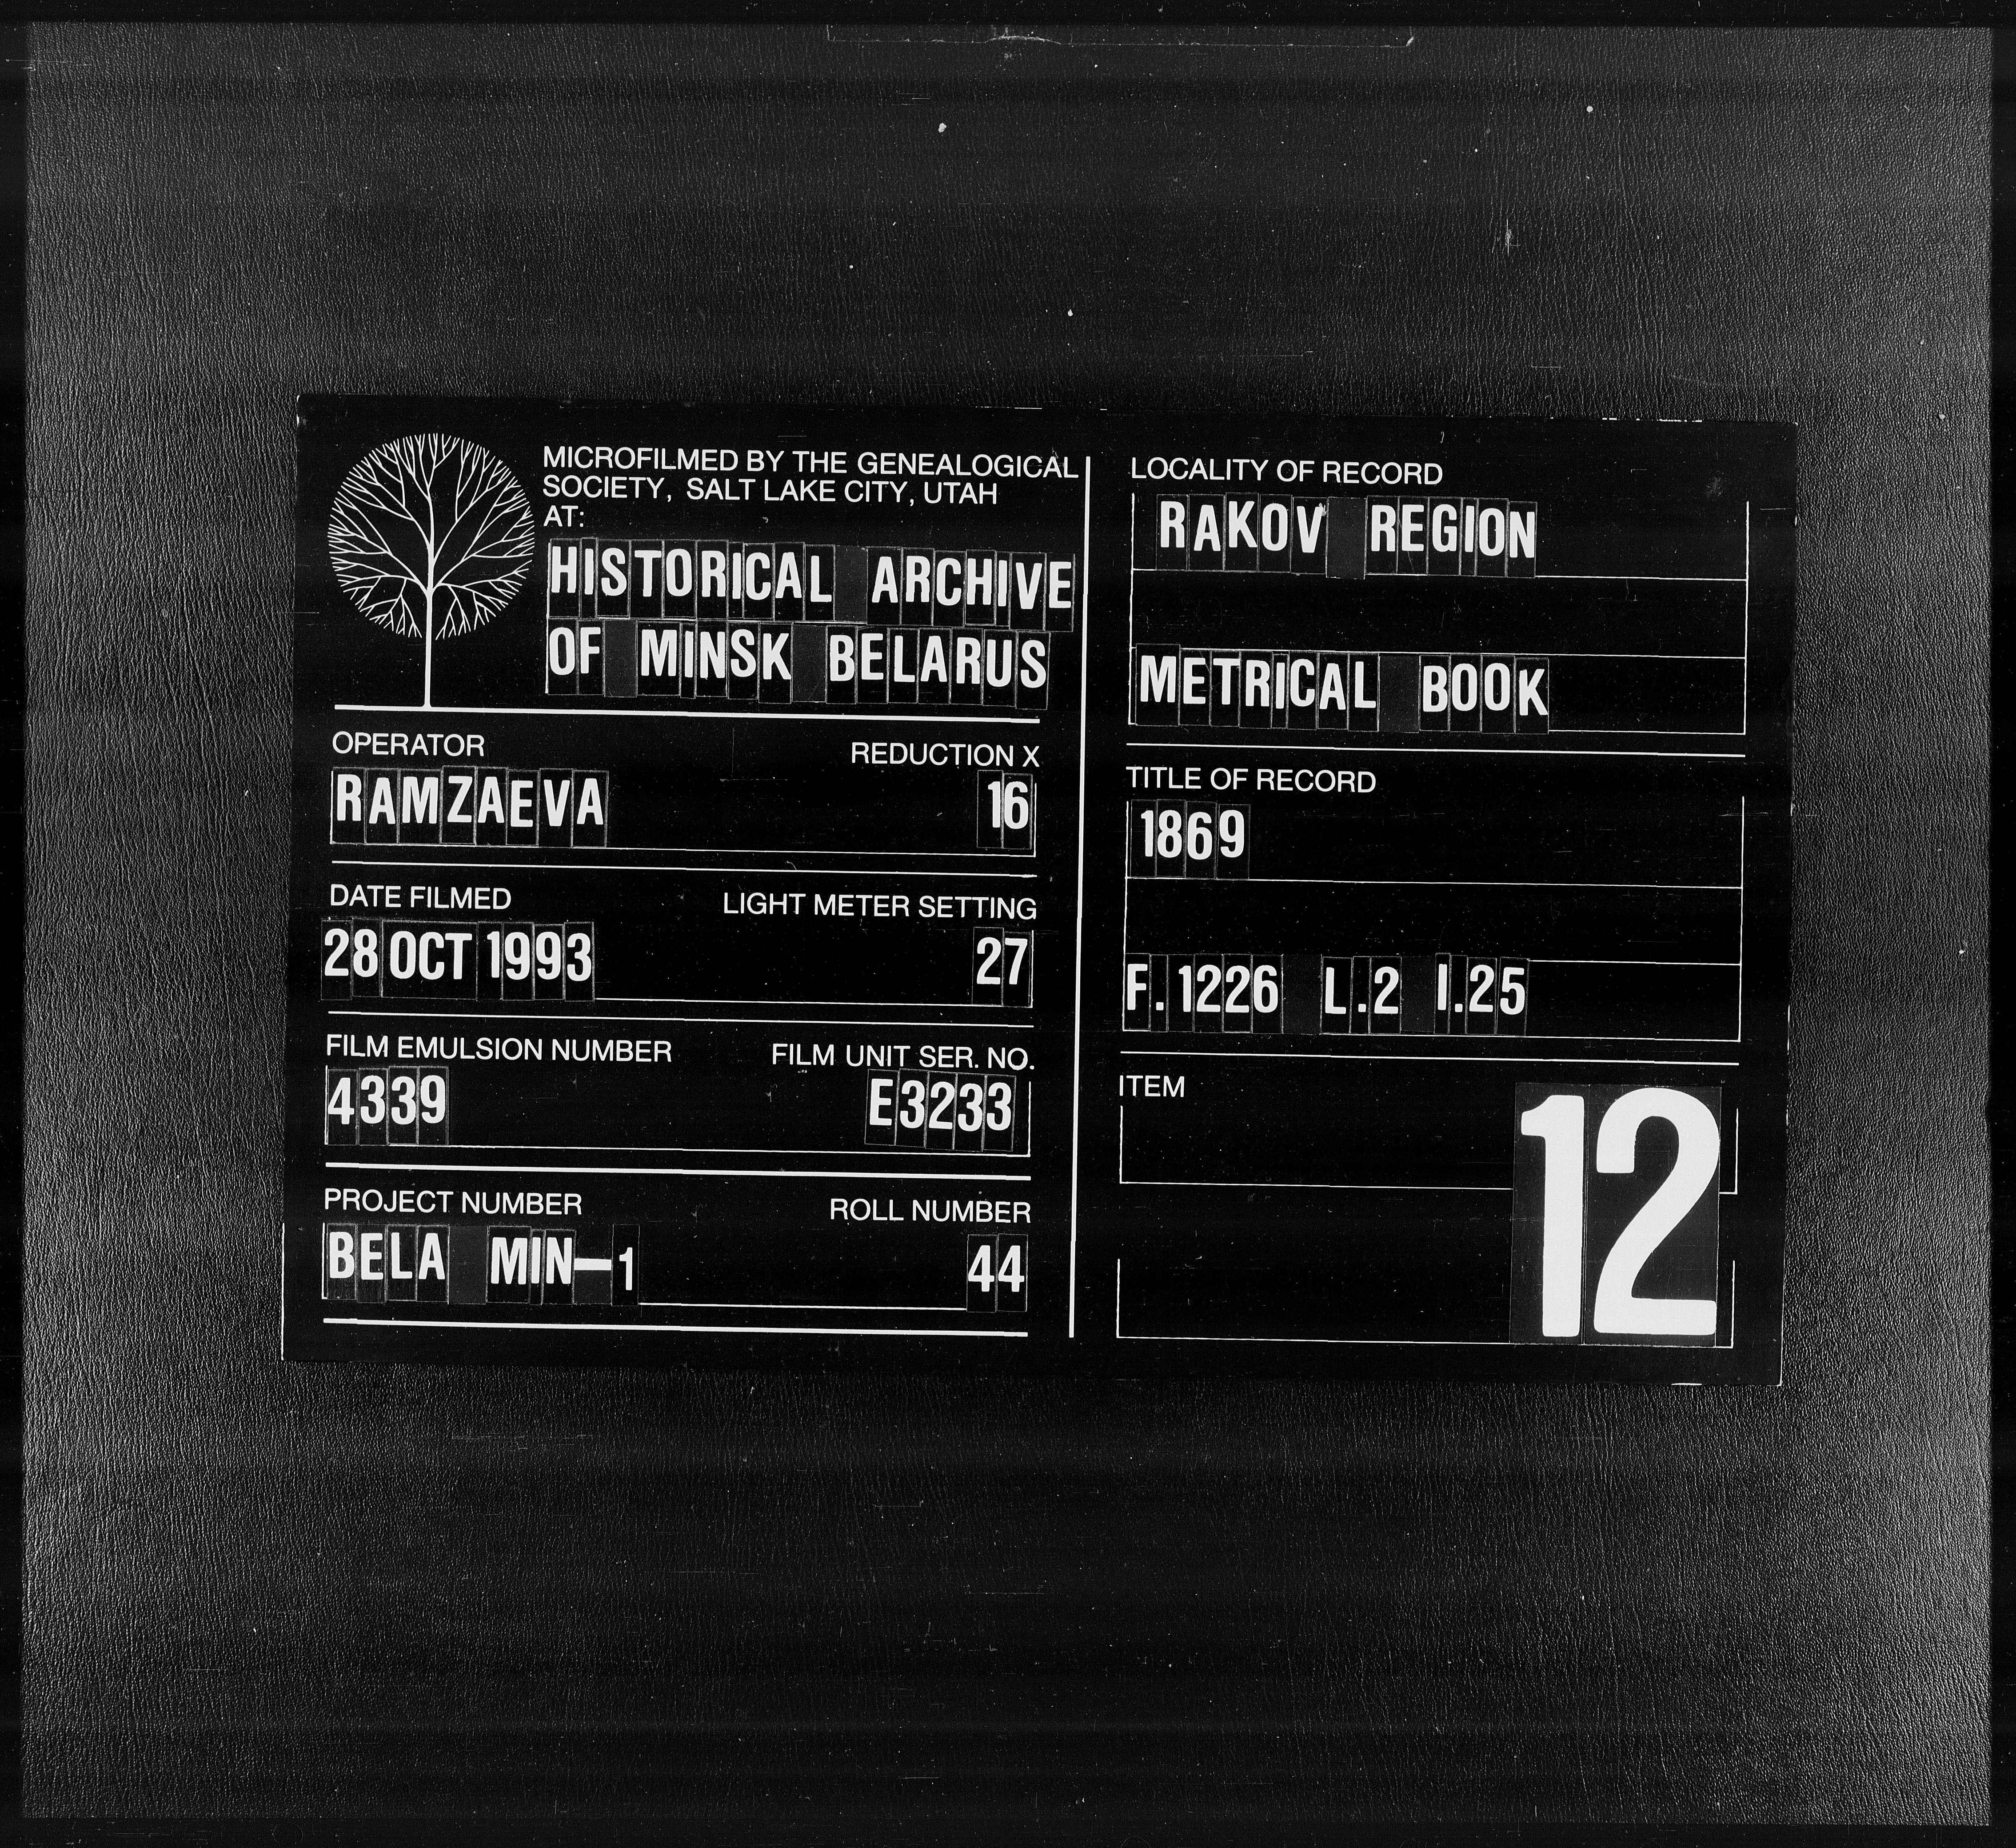 MICROFILMED BY THE GENEALOGICAL
SOCIETY, SALT LAKE CITY, UTAH
AT:
HISTORICAL ARCHIVE
OF MINSK BELARUS
OPERATOR REDUCTION X
RAMZAEVA 16
DATE FILMED LIGHT METER SETTING
28 OCT 1993 27
FILM EMULSION NUMBER FILM UNIT SER. NO.
4339 E3233
PROJECT NUMBER ROLL NUMBER
BELA MIN-1 44
LOCALITY OF RECORD
RAKOV REGION
METRICAL BOOK
TITLE OF RECORD
1869
F. 1226 L.2 I.25
ITEM
12